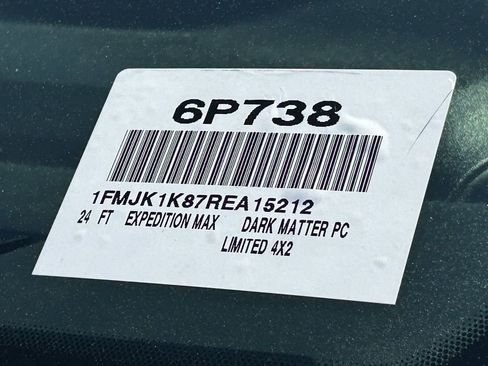 6P738
1FMJK1K87REA15212
24 FT EXPEDITION MAX DARK MATTER PC
LIMITED 4X2